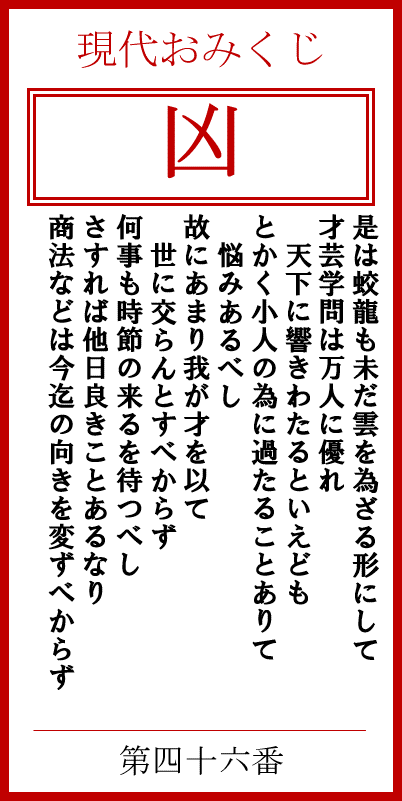 現代おみくじ
凶
是は蛟龍も未だ雲を為ざる形にして
才芸学問は万人に優れ
天下に響きわたるといえども
とかく小人の為に過たることありて
悩みあるべし
故にあまり我が才を以て
世に交らんとすべからず
何事も時節の来るを待つべし
さすれば他日良きことあるなり
商法などは今迄の向きを変ずべからず
第四十六番